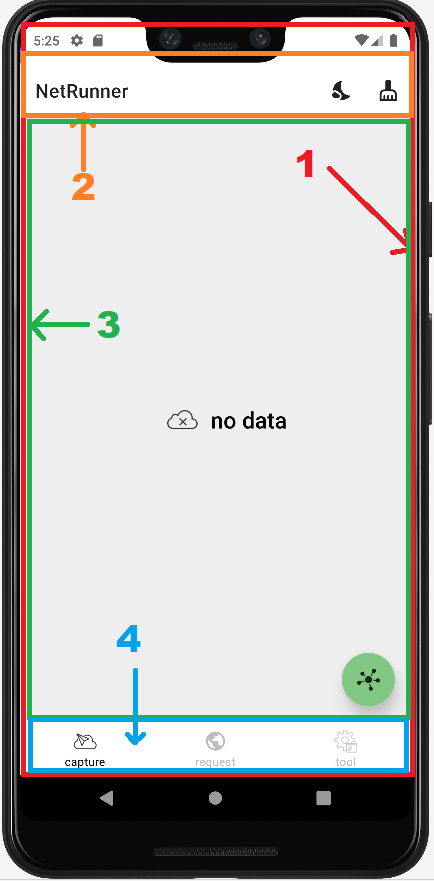 5:25
NetRunner
1
2
3
no data
4
capture
request
tool